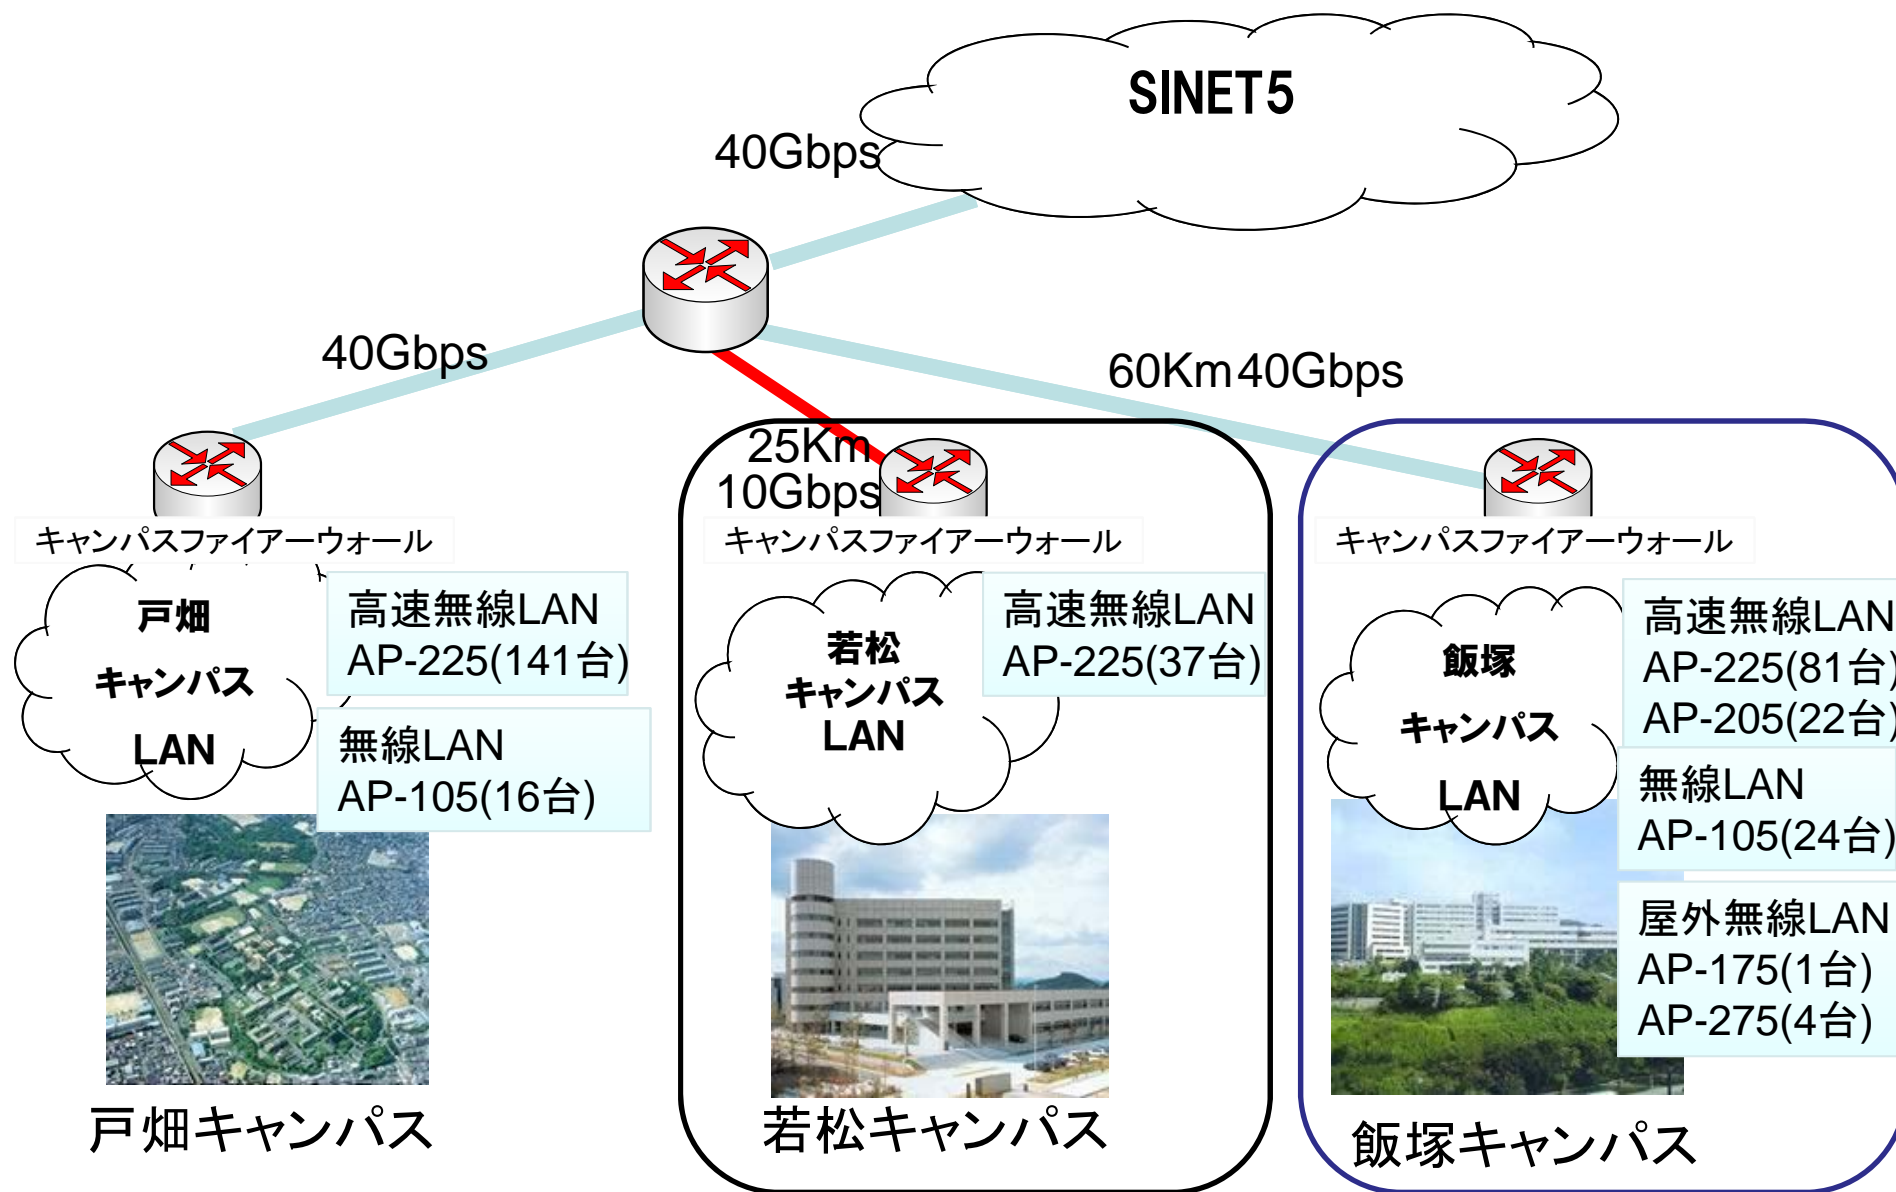 SINET5
40Gbps
40Gbps
60Km 40Gbps
25Km
10Gbps
キャンパスファイアーウォール
戸畑
キャンパス
LAN
高速無線LAN
AP-225(141台)
無線LAN
AP-105(16台)
戸畑キャンパス
キャンパスファイアーウォール
若松
キャンパス
LAN
高速無線LAN
AP-225(37台)
若松キャンパス
キャンパスファイアーウォール
飯塚
キャンパス
LAN
高速無線LAN
AP-225(81台)
AP-205(22台)
無線LAN
AP-105(24台)
屋外無線LAN
AP-175(1台)
AP-275(4台)
飯塚キャンパス